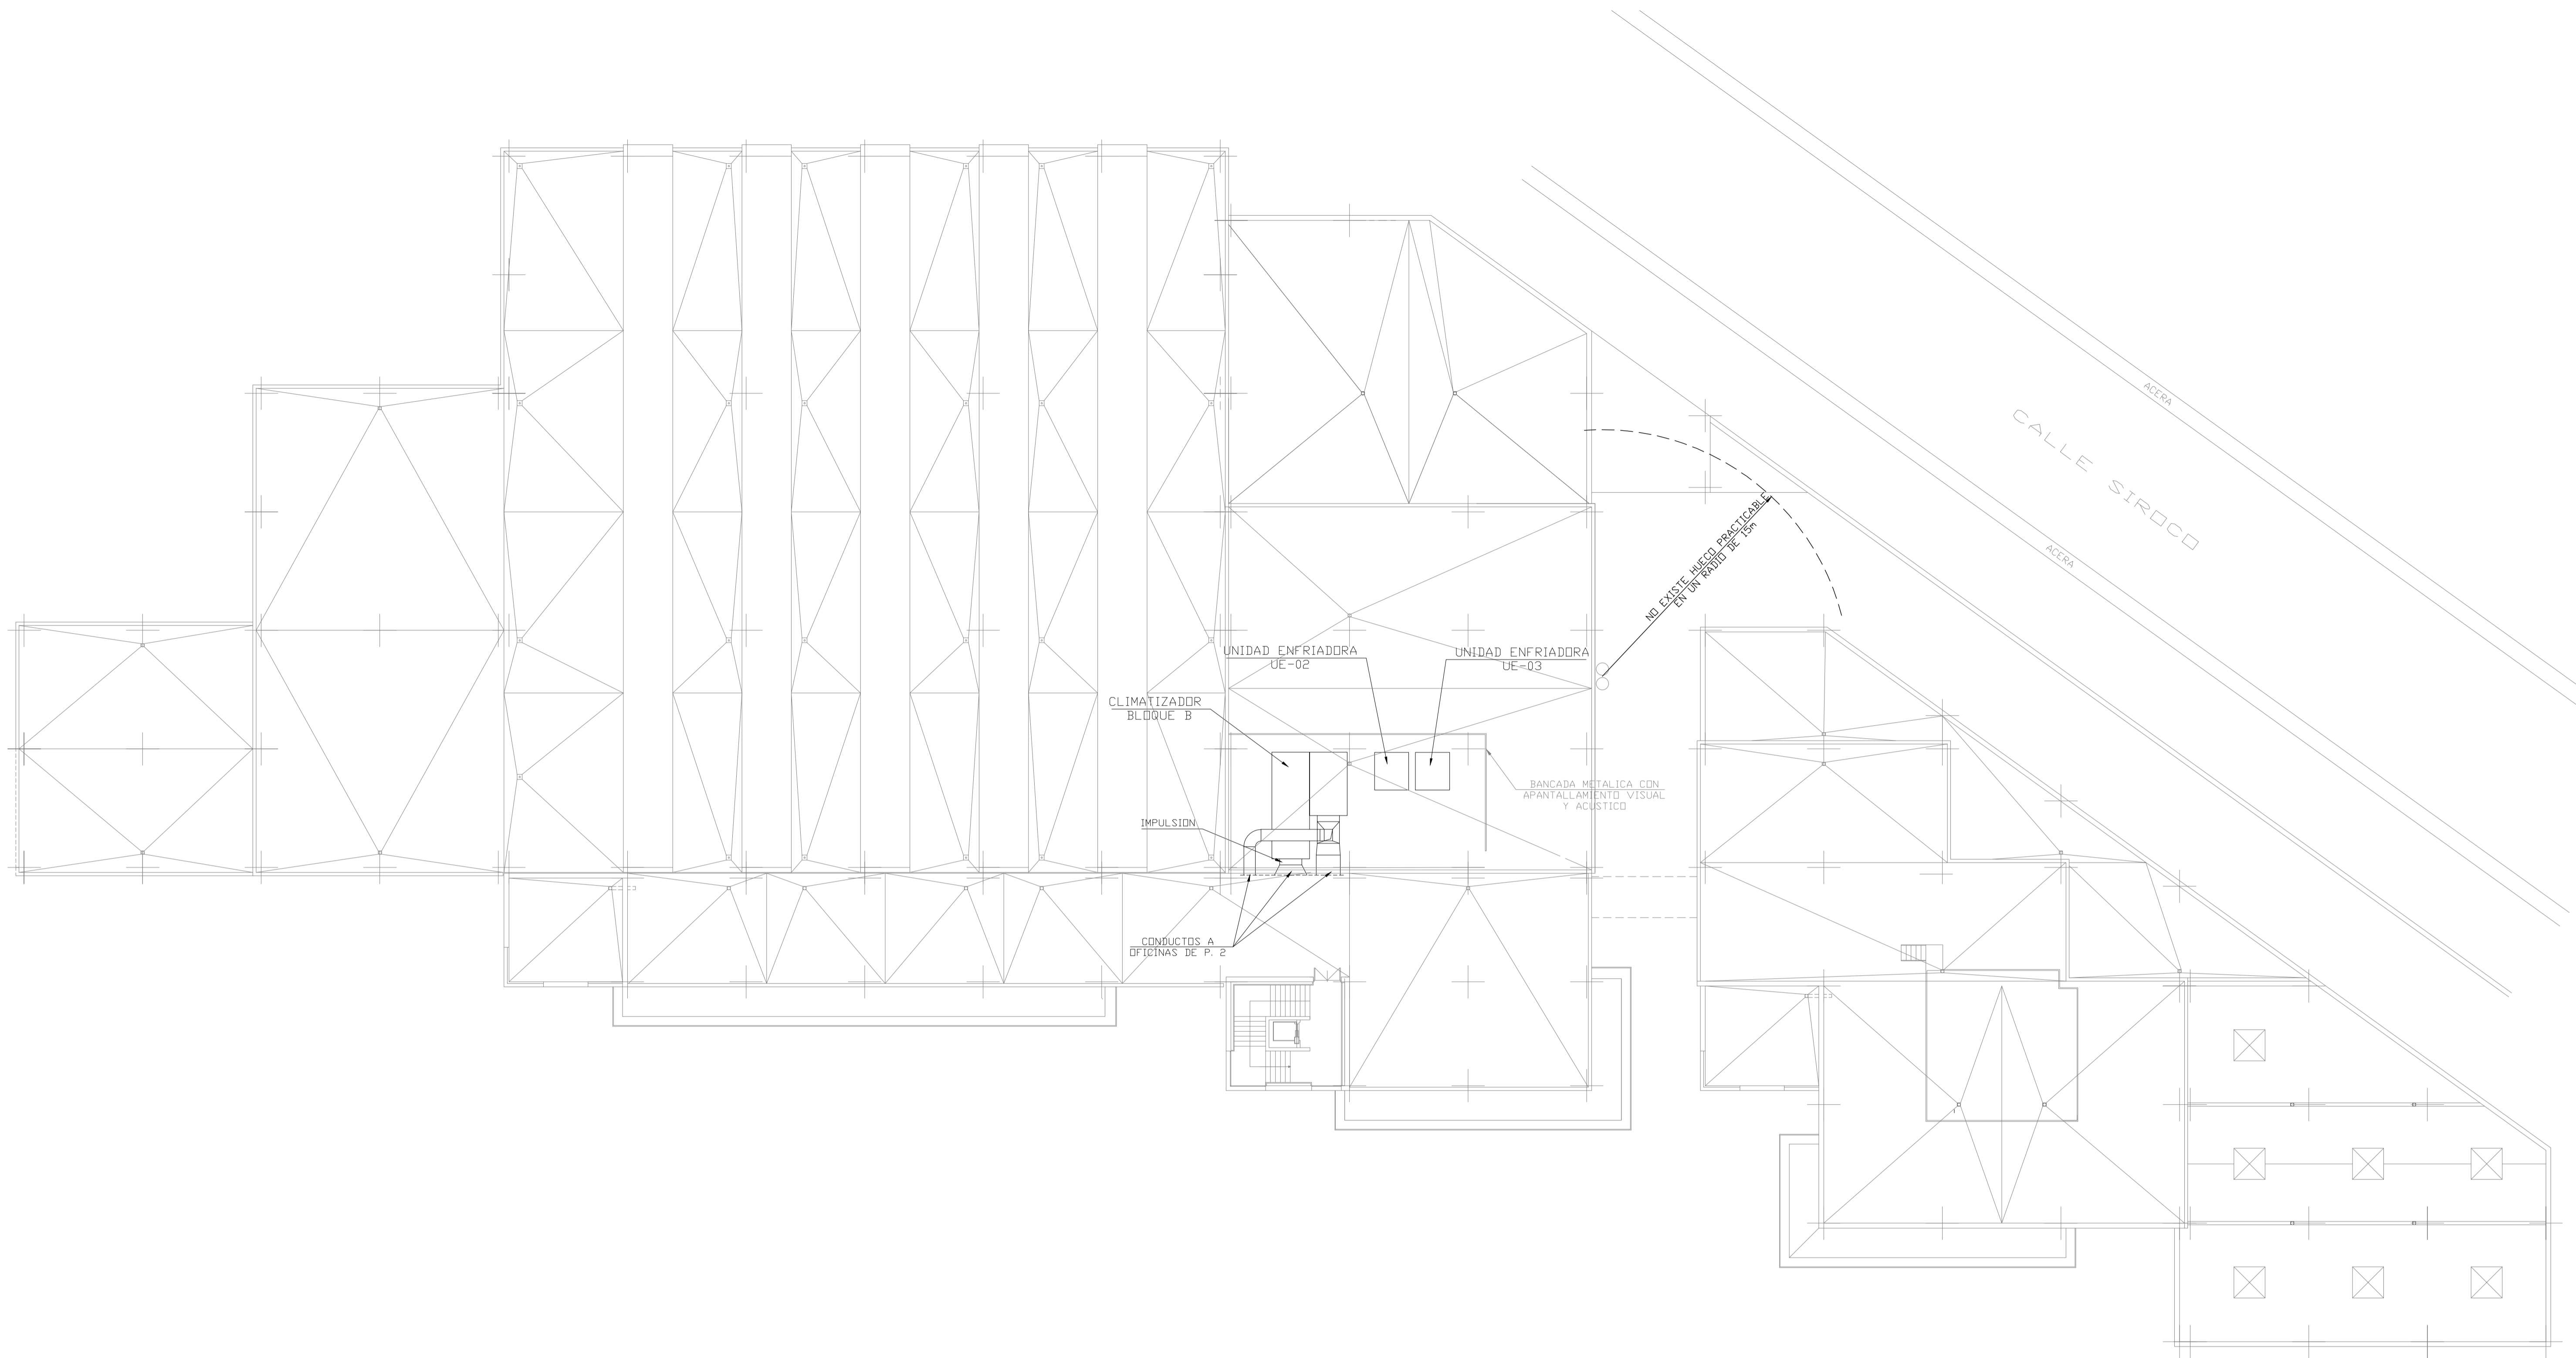 ACERA
CALLE SIROCO
ACERA
NO EXISTE HUECO PRACTICABLE
EN UN RADIO DE 15m
UNIDAD ENFRIADORA
UE-02
UNIDAD ENFRIADORA
UE-03
CLIMATIZADOR
BLOQUE B
BANCADA METALICA CON
APANTALLAMIENTO VISUAL
Y ACUSTICO
IMPULSION
CONDUCTOS A
OFICINAS DE P. 2